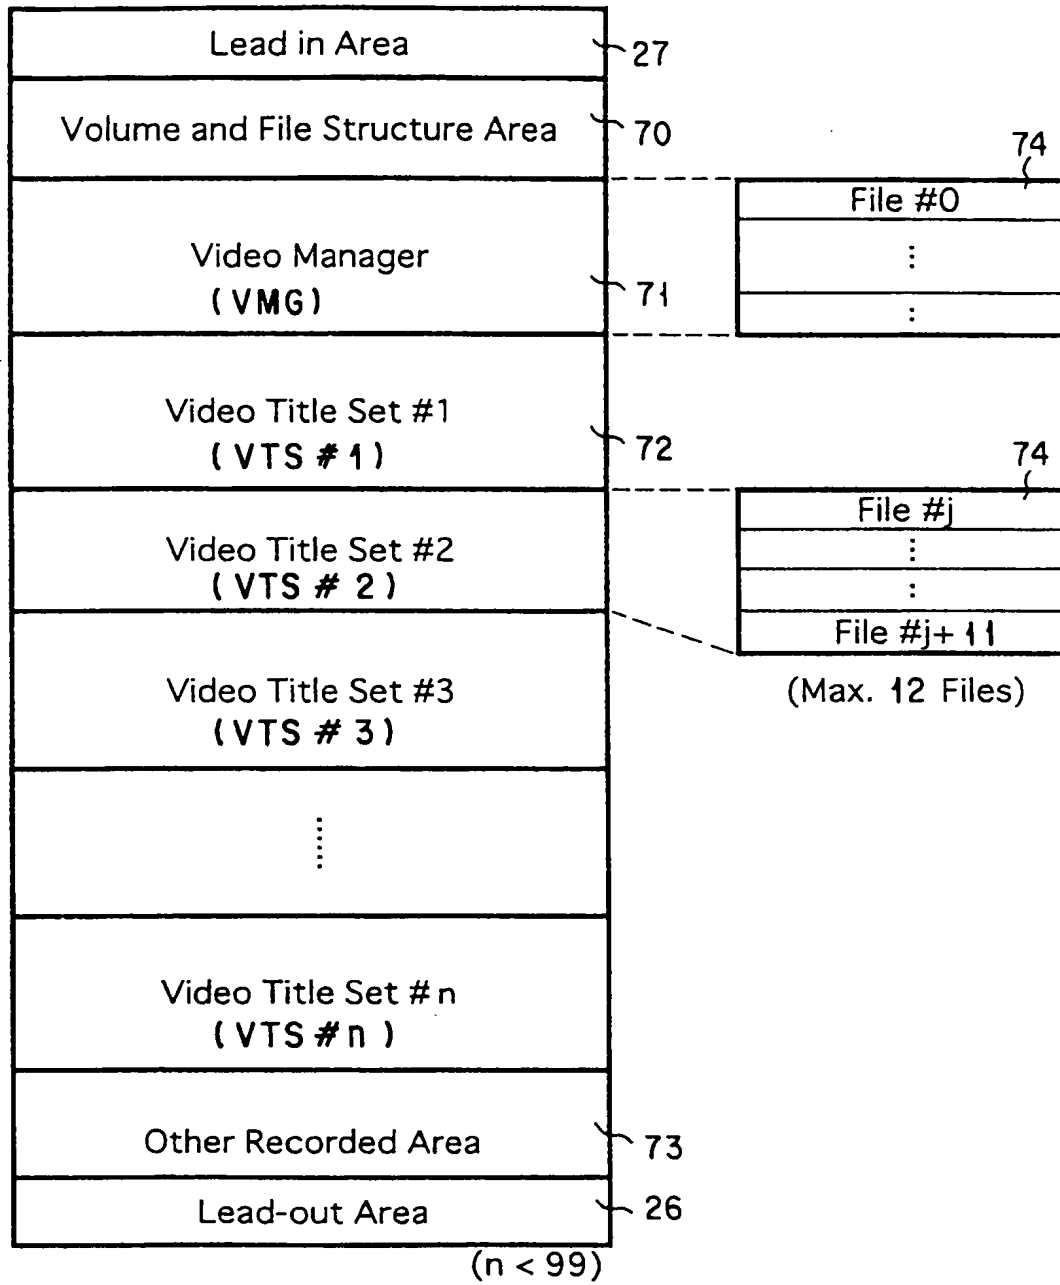 Lead in Area
27
Volume and File Structure Area
70
Video Manager
(VMG)
71
74
File #0
Video Title Set #1
(VTS # 1)
72
74
File #j
File #j+ 11
(Max. 12 Files)
Video Title Set #2
(VTS # 2)
Video Title Set #3
(VTS # 3)
Video Title Set #n
(VTS #n)
Other Recorded Area
73
Lead-out Area
26
(n < 99)